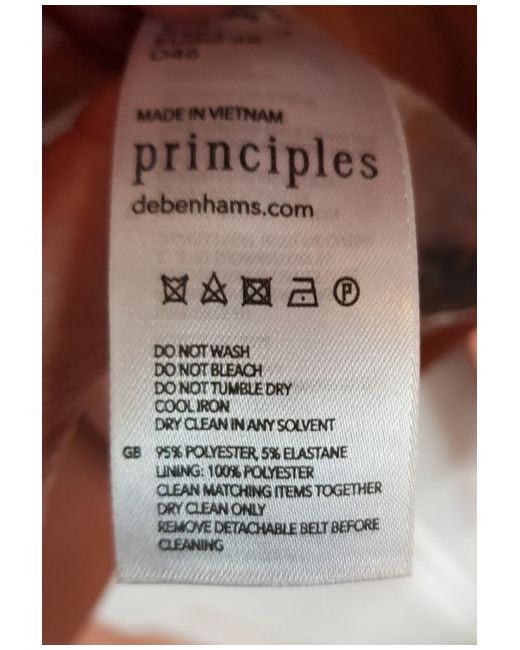 D46
MADE IN VIETNAM
principles
debenhams.com
P
DO NOT WASH
DO NOT BLEACH
DO NOT TUMBLE DRY
COOL IRON
DRY CLEAN IN ANY SOLVENT
GB 95% POLYESTER, 5% ELASTANE
LINING: 100% POLYESTER
CLEAN MATCHING ITEMS TOGETHER
DRY CLEAN ONLY
REMOVE DETACHABLE BELT BEFORE
CLEANING